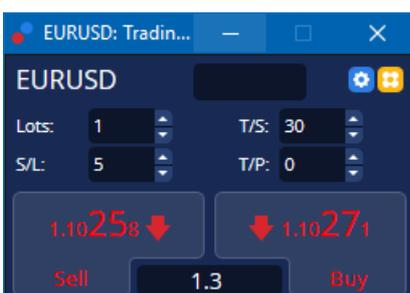 EURUSD: Tradin...
EURUSD
Lots: 1 T/S: 30
S/L: 5 T/P: 0
1.10258 1.10271
Sell 1.3 Buy